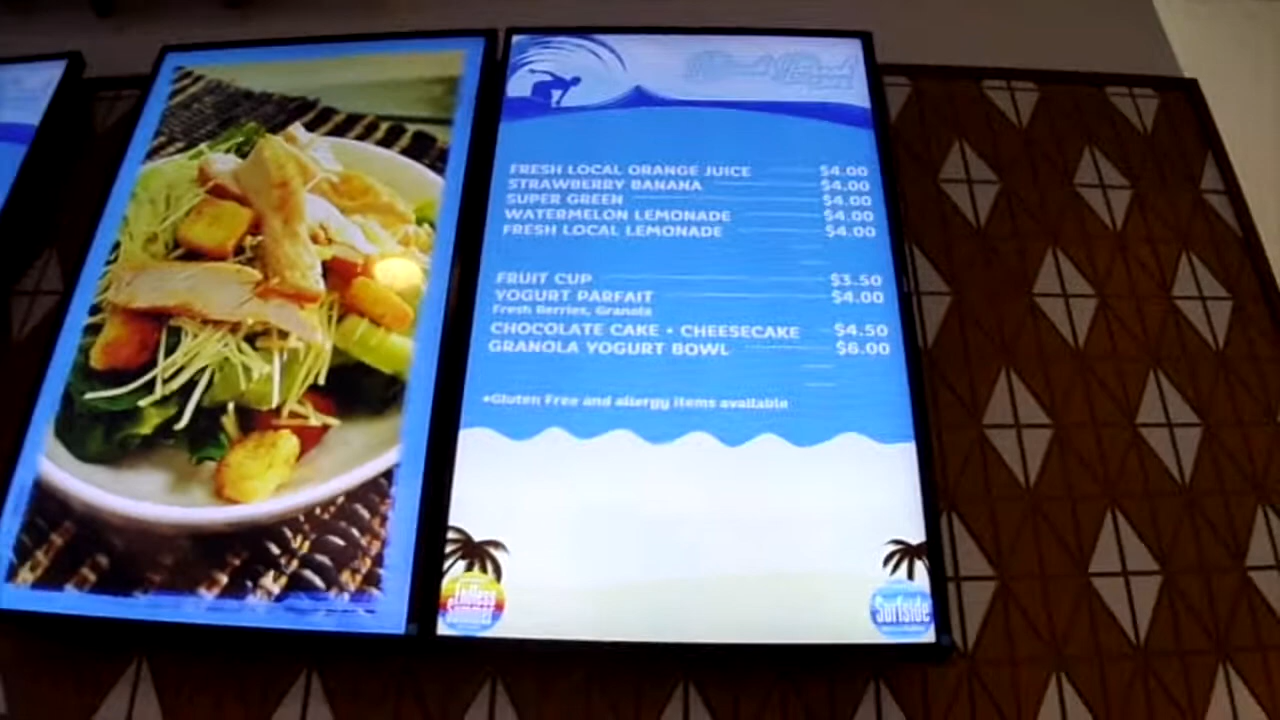 FRESH LOCAL ORANGE JUICE $4.00
STRAWBERRY BANANA $4.00
SUPER GREEN $4.00
WATERMELON LEMONADE $4.00
FRESH LOCAL LEMONADE $4.00
FRUIT CUP $3.50
YOGURT PARFAIT $4.00
Fresh Berries, Granola
CHOCOLATE CAKE • CHEESECAKE $4.50
GRANOLA YOGURT BOWL $6.00
*Gluten Free and allergy items available
Endless
Summer
Surfside